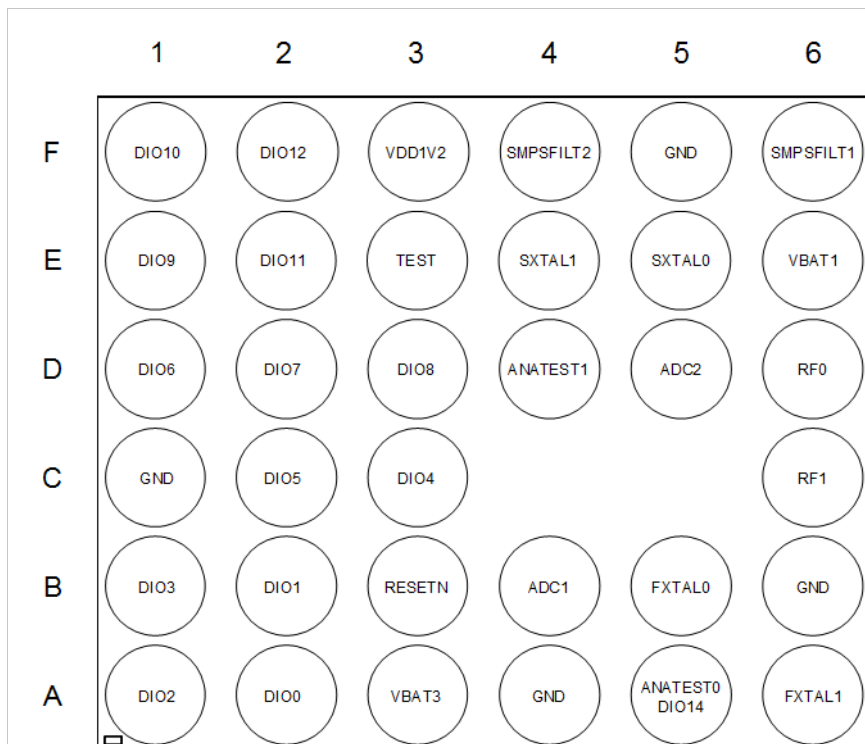 1 2 3 4 5 6
F DIO10 DIO12 VDD1V2 SMPSFILT2 GND SMPSFILT1
E DIO9 DIO11 TEST SXTAL1 SXTAL0 VBAT1
D DIO6 DIO7 DIO8 ANATEST1 ADC2 RF0
C GND DIO5 DIO4 RF1
B DIO3 DIO1 RESETN ADC1 FXTAL0 GND
A DIO2 DIO0 VBAT3 GND ANATEST0 DIO14 FXTAL1